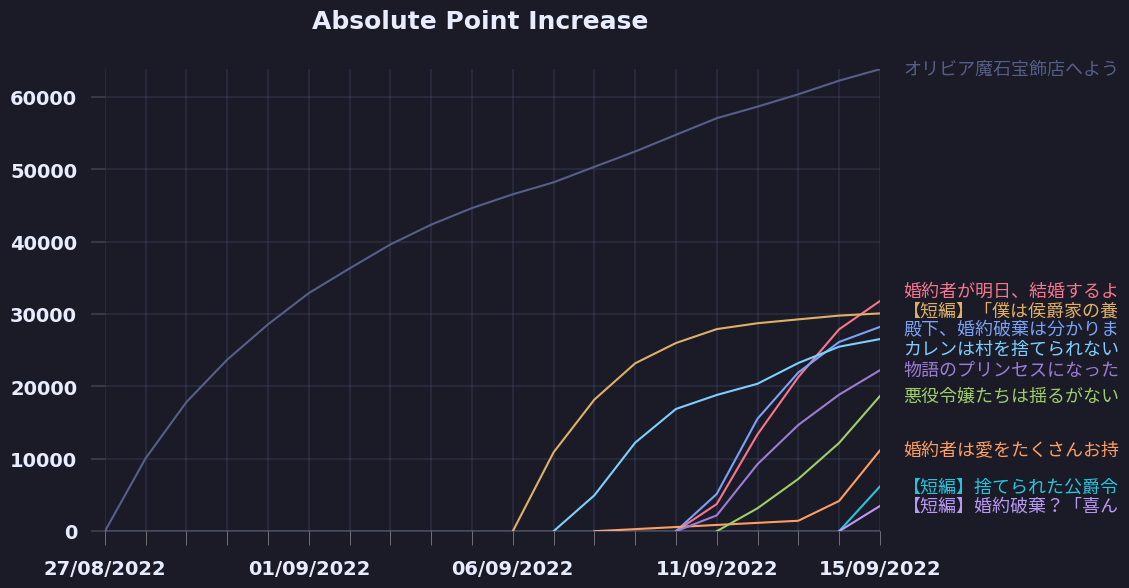 Absolute Point Increase
オリビア魔石宝飾店へよう
60000
50000
40000
婚約者が明日、結婚するよ
30000
【短編】「僕は侯爵家の養
殿下、婚約破棄は分かりま
カレンは村を捨てられない
物語のプリンセスになった
20000
悪役令嬢たちは揺るがない
婚約者は愛をたくさんお持
10000
【短編】捨てられた公爵令
【短編】婚約破棄？「喜ん
0
27/08/2022 01/09/2022 06/09/2022 11/09/2022 15/09/2022